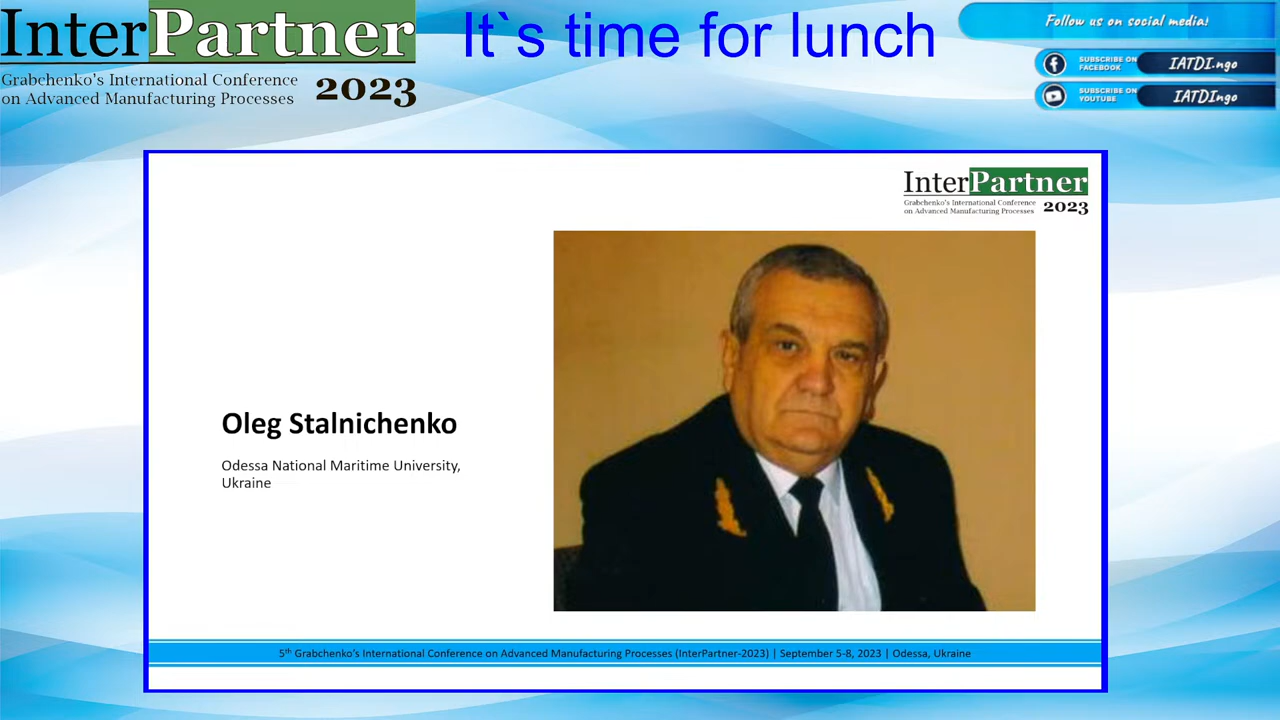 InterPartner
Grabchenko's International Conference
on Advanced Manufacturing Processes
2023
It`s time for lunch
Follow us on social media!
SUBSCRIBE ON
FACEBOOK
IATDI.ngo
SUBSCRIBE ON
YOUTUBE
IATDIngo
InterPartner
Grabchenko's International Conference
on Advanced Manufacturing Processes
2023
Oleg Stalnichenko
Odessa National Maritime University,
Ukraine
5th Grabchenko's International Conference on Advanced Manufacturing Processes (InterPartner-2023) | September 5-8, 2023 | Odessa, Ukraine